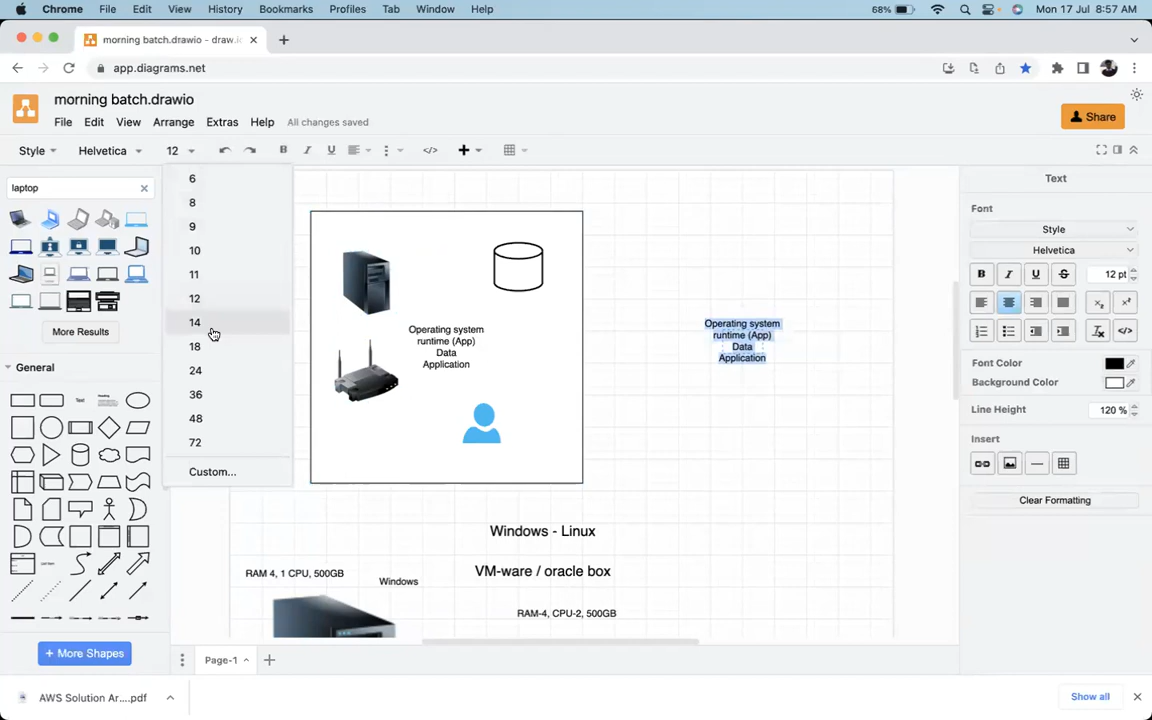 Chrome File Edit View History Bookmarks Profiles Tab Window Help 68% Mon 17 Jul 8:57 AM
morning batch.drawio - draw.i
app.diagrams.net
morning batch.drawio
File Edit View Arrange Extras Help All changes saved
Share
Style Helvetica 12
laptop
More Results
General
Text
List Item
+ More Shapes
6
8
9
10
11
12
14
18
24
36
48
72
Custom...
Operating system
runtime (App)
Data
Application
Operating system
runtime (App)
Data
Application
Windows - Linux
VM-ware / oracle box
RAM 4, 1 CPU, 500GB
Windows
RAM-4, CPU-2, 500GB
Text
Font
Style
Helvetica
B I U S 12 pt
Font Color
Background Color
Line Height 120 %
Insert
Clear Formatting
Page-1
AWS Solution Ar....pdf
Show all